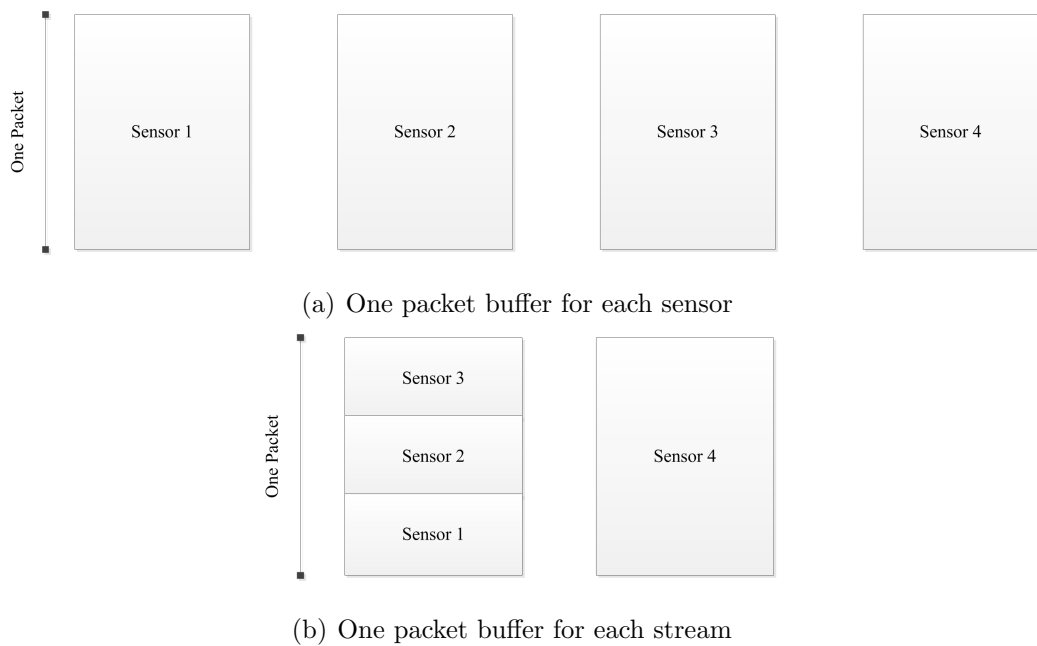 One Packet
Sensor 1
Sensor 2
Sensor 3
Sensor 4
(a) One packet buffer for each sensor
One Packet
Sensor 3
Sensor 2
Sensor 1
Sensor 4
(b) One packet buffer for each stream